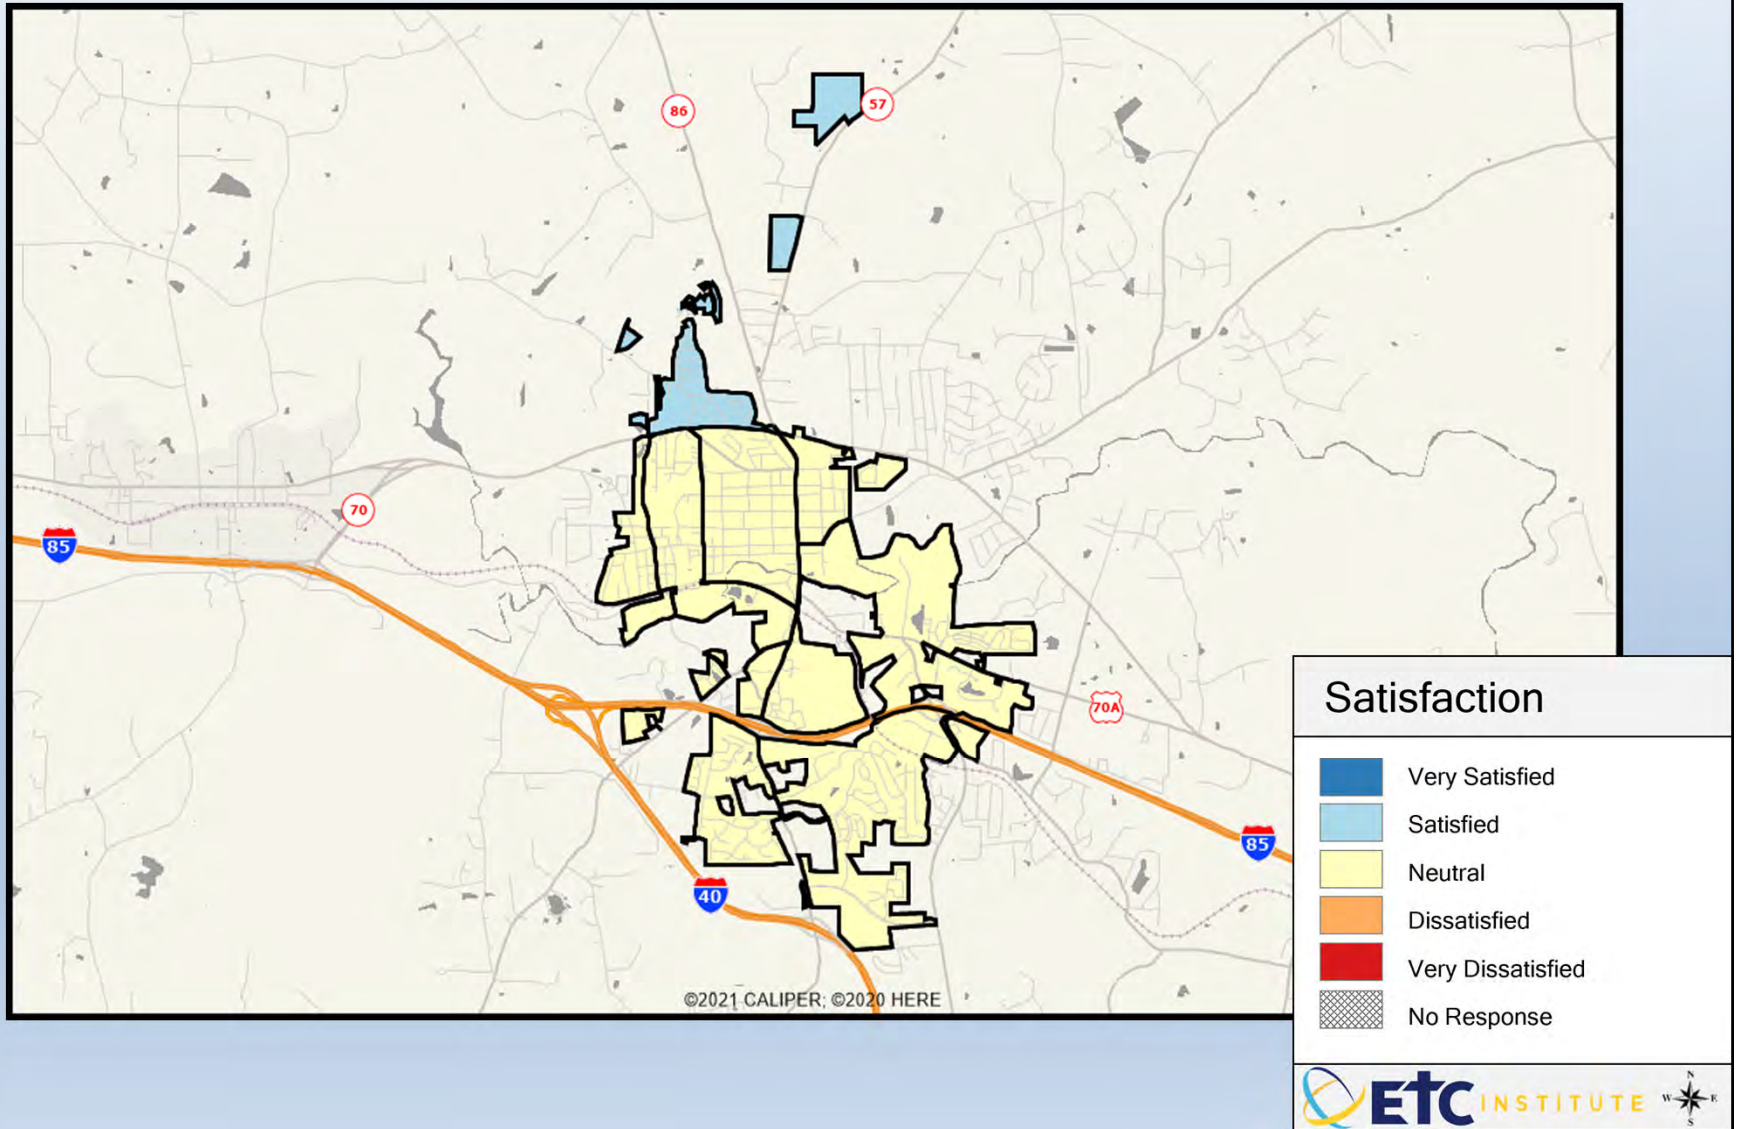 86
57
70
85
70A
85
40
©2021 CALIPER; ©2020 HERE
Satisfaction
Very Satisfied
Satisfied
Neutral
Dissatisfied
Very Dissatisfied
No Response
ETC INSTITUTE
N
W E
S